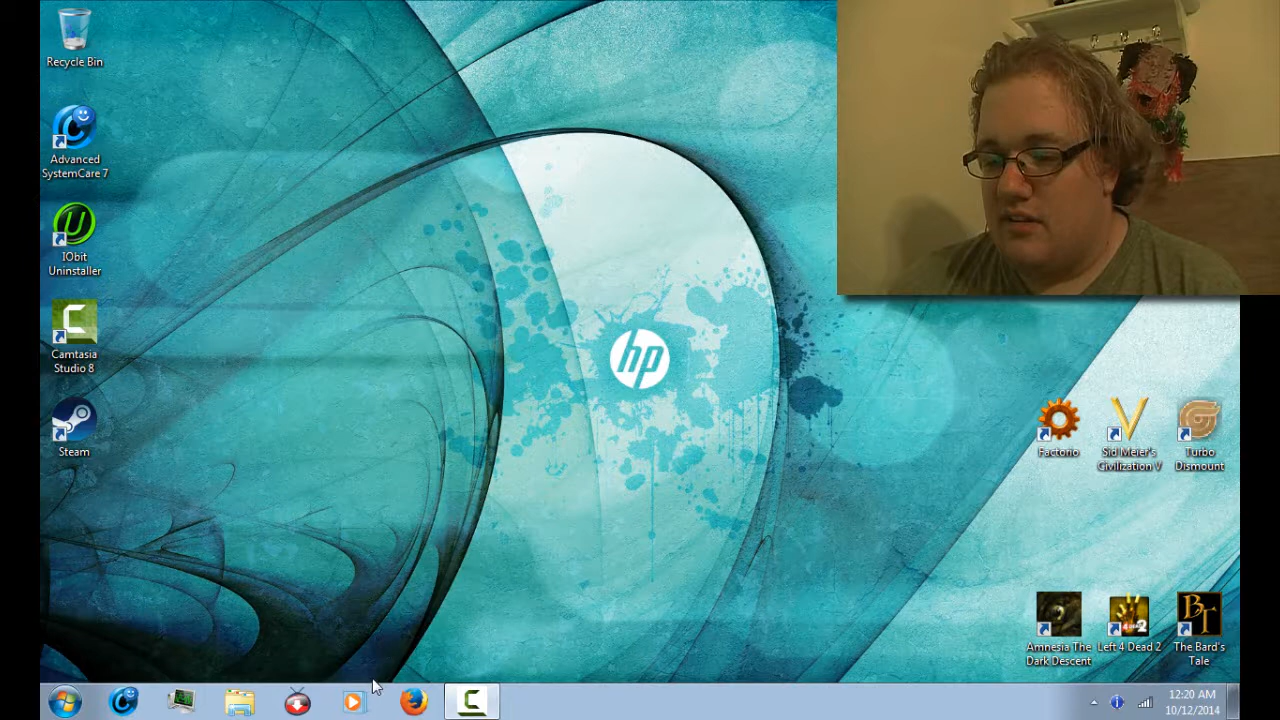 Recycle Bin
Advanced
SystemCare 7
IObit
Uninstaller
Camtasia
Studio 8
Steam
hp
Factorio
Sid Meier's
Civilization V
Turbo
Dismount
Amnesia The
Dark Descent
Left 4 Dead 2
The Bard's
Tale
12:20 AM
10/12/2014